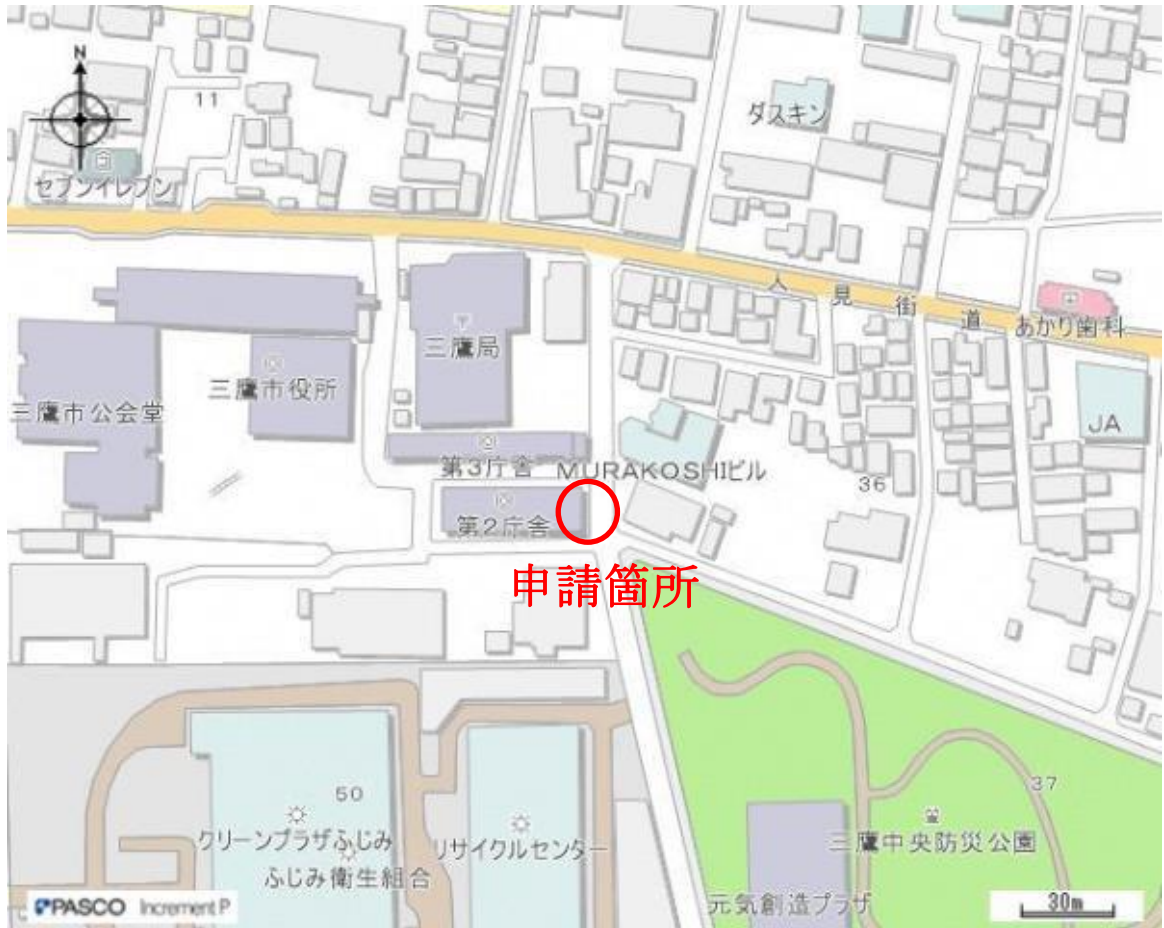 N
11
ダスキン
セブンイレブン
人見街道
あかり歯科
三鷹局
三鷹市役所
三鷹市公会堂
JA
第3庁舎
MURAKOSHIビル
36
第2庁舎
申請箇所
37
50
クリーンプラザふじみ
リサイクルセンター
三鷹中央防災公園
ふじみ衛生組合
元気創造プラザ
PASCO Increment P
30m